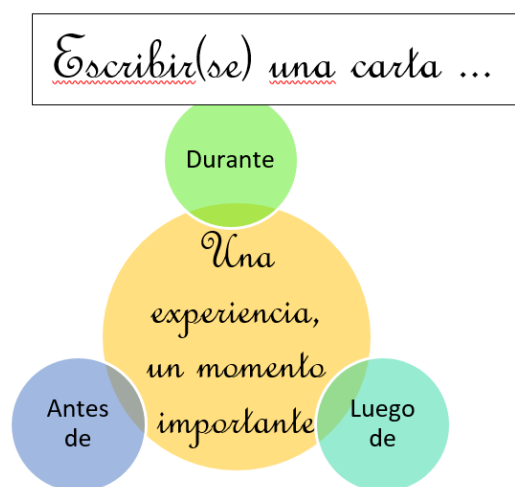 Escribir(se) una carta ...
Durante
Una
experiencia,
un momento
importante
Antes
de
Luego
de